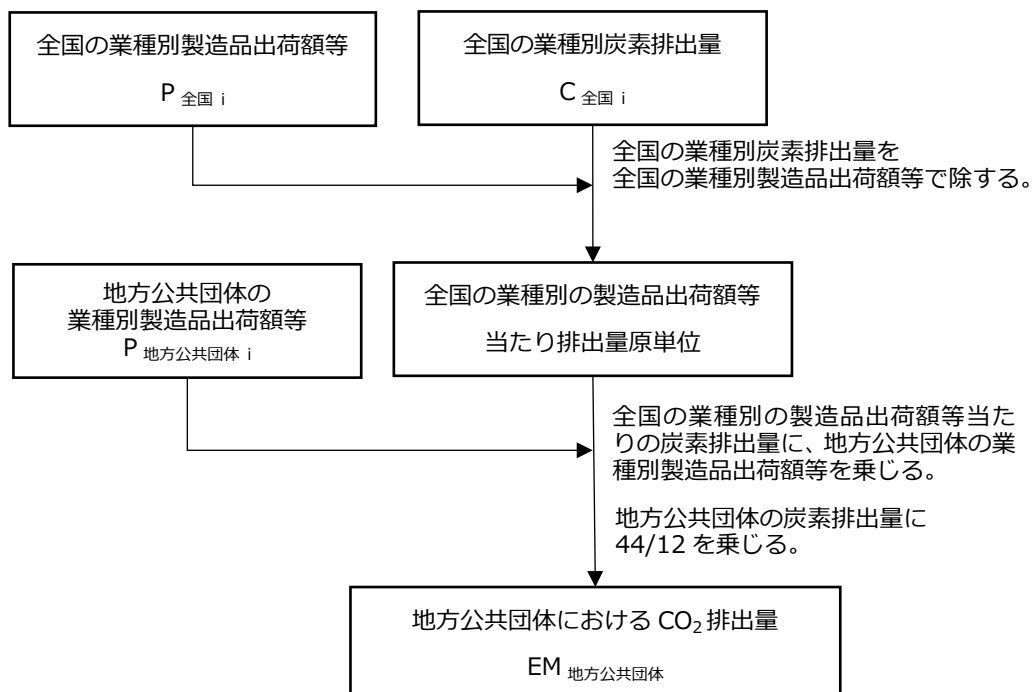 全国の業種別製造品出荷額等
P 全国 i
全国の業種別炭素排出量
C 全国 i
全国の業種別炭素排出量を
全国の業種別製造品出荷額等で除する。
地方公共団体の
業種別製造品出荷額等
P 地方公共団体 i
全国の業種別の製造品出荷額等
当たり排出量原単位
全国の業種別の製造品出荷額等当た
りの炭素排出量に、地方公共団体の業
種別製造品出荷額等を乗じる。
地方公共団体の炭素排出量に
44/12 を乗じる。
地方公共団体における CO₂ 排出量
EM 地方公共団体